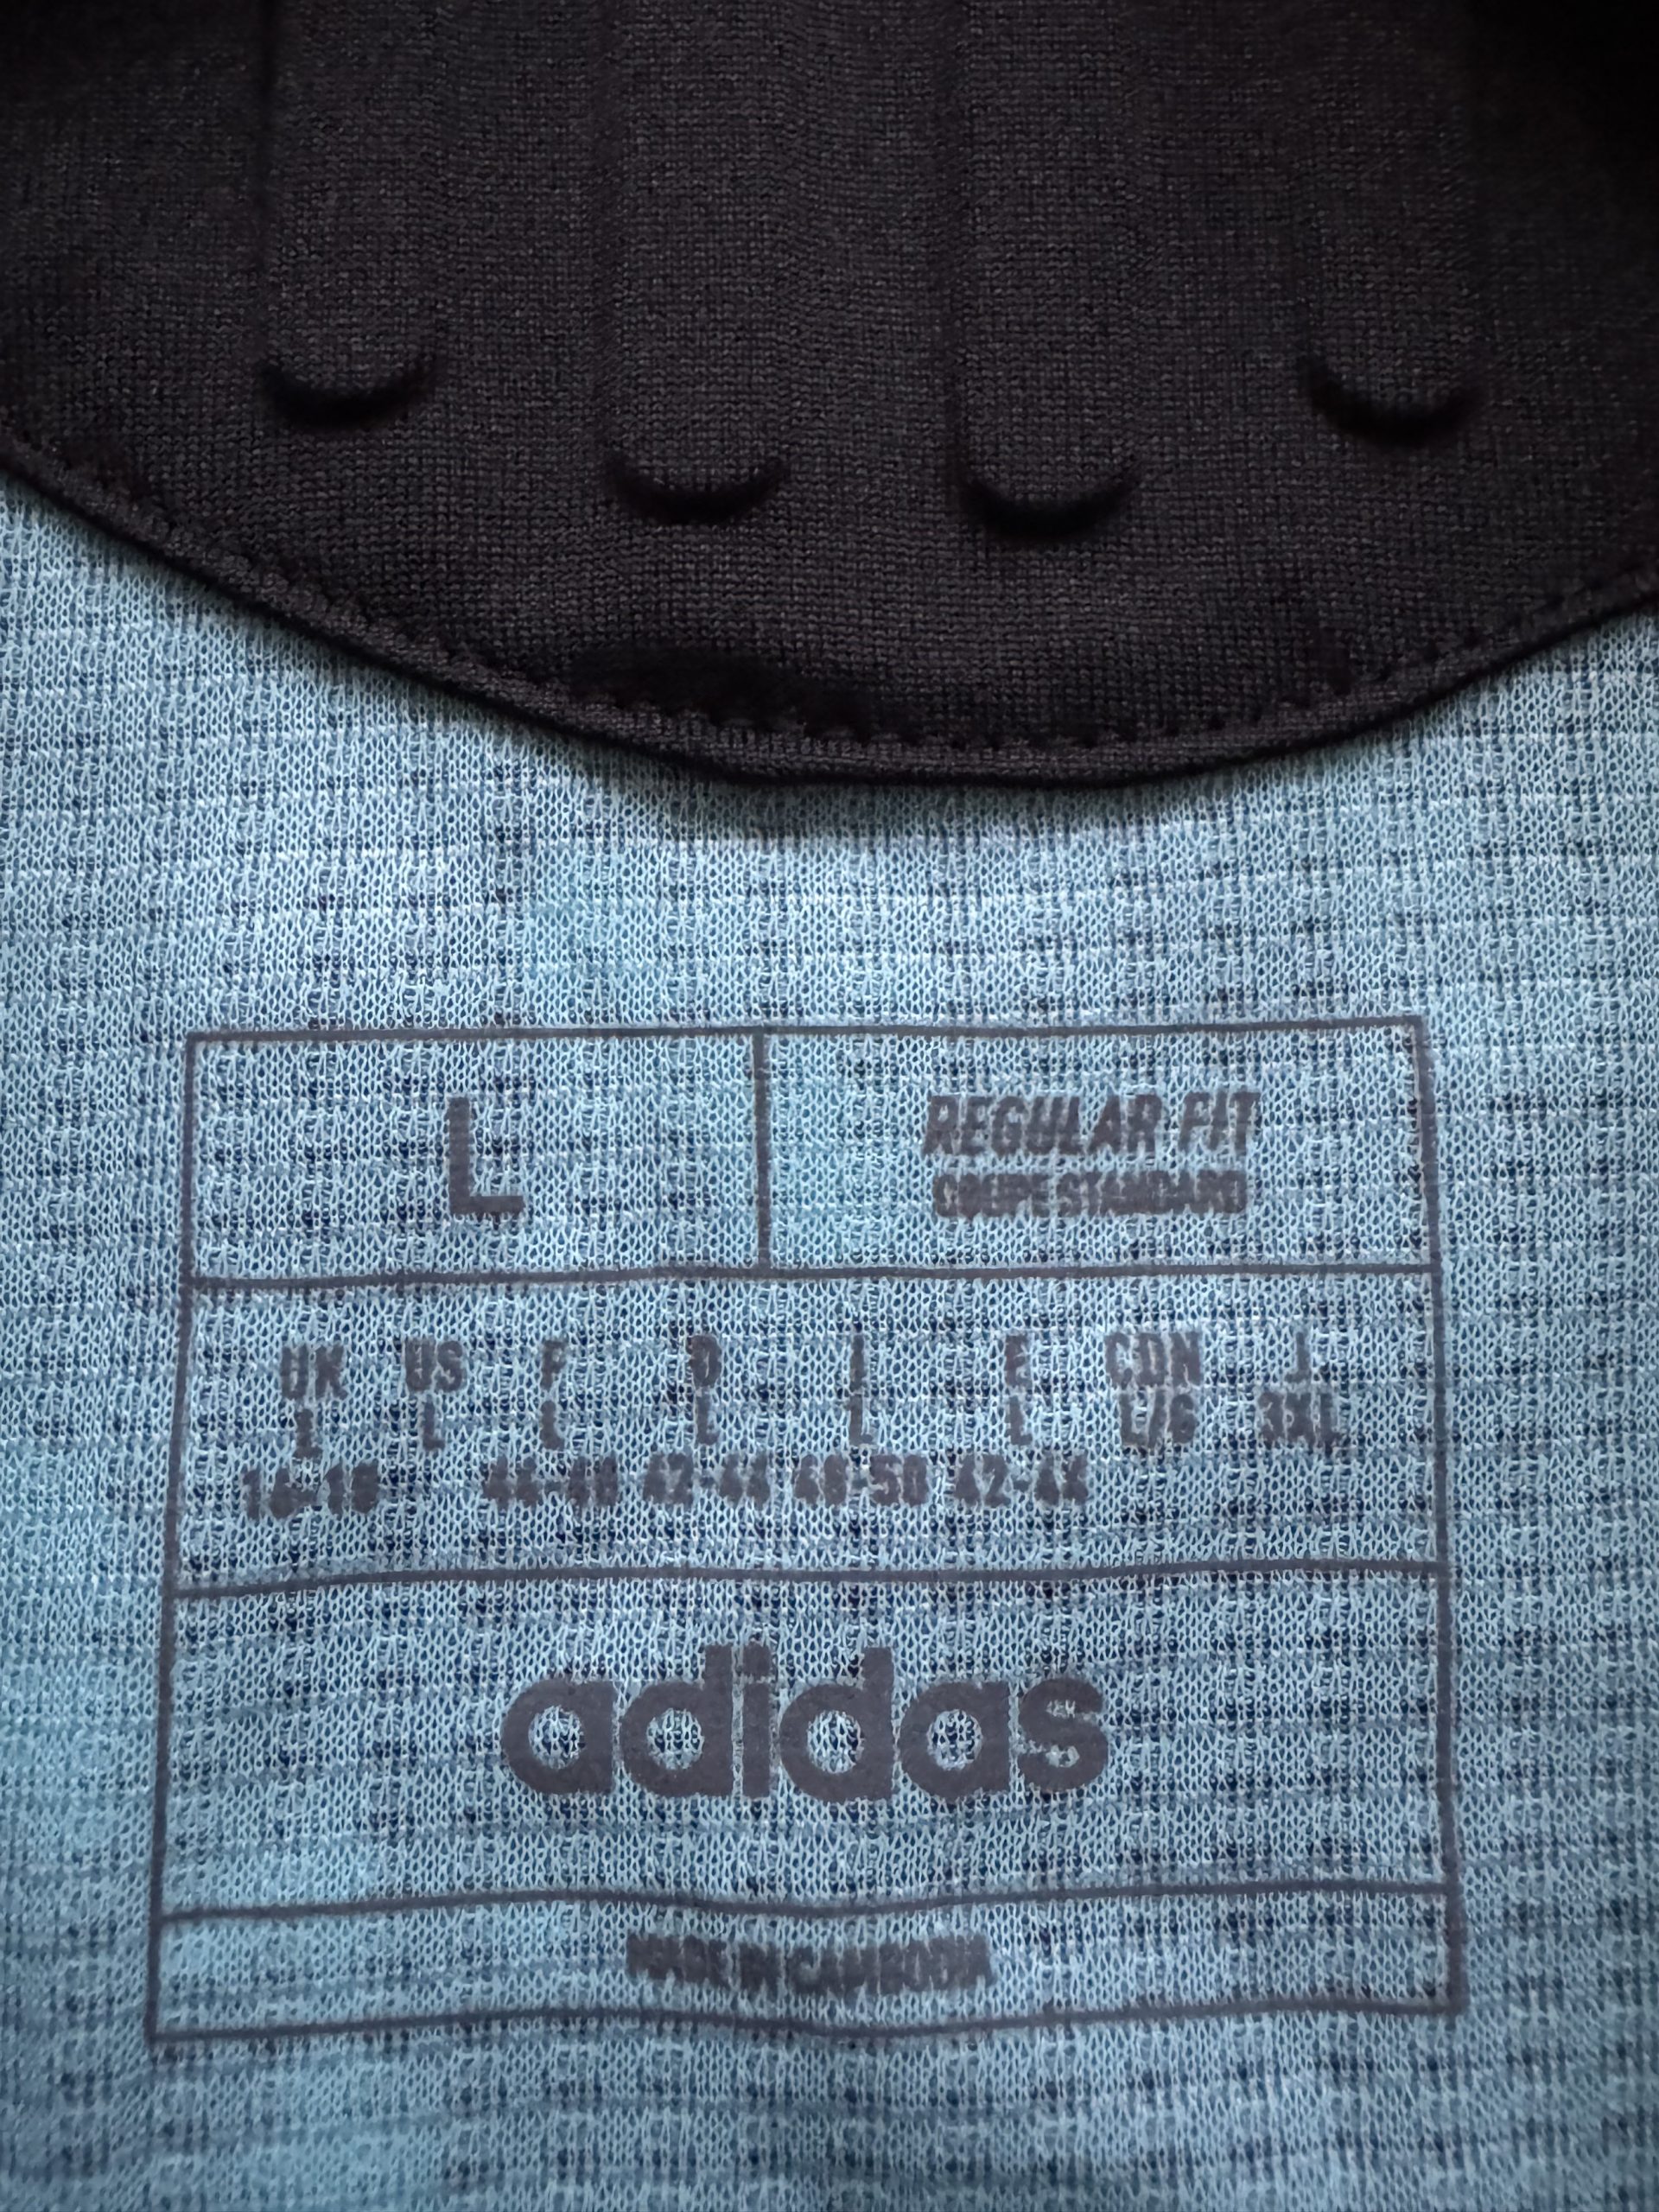 L
REGULAR FIT
COUPE STANDARD
UK US F D I E CDN J
L L L L L L L/G 3XL
16-18 44-46 42-44 48-50 42-44
adidas
MADE IN CAMBODIA